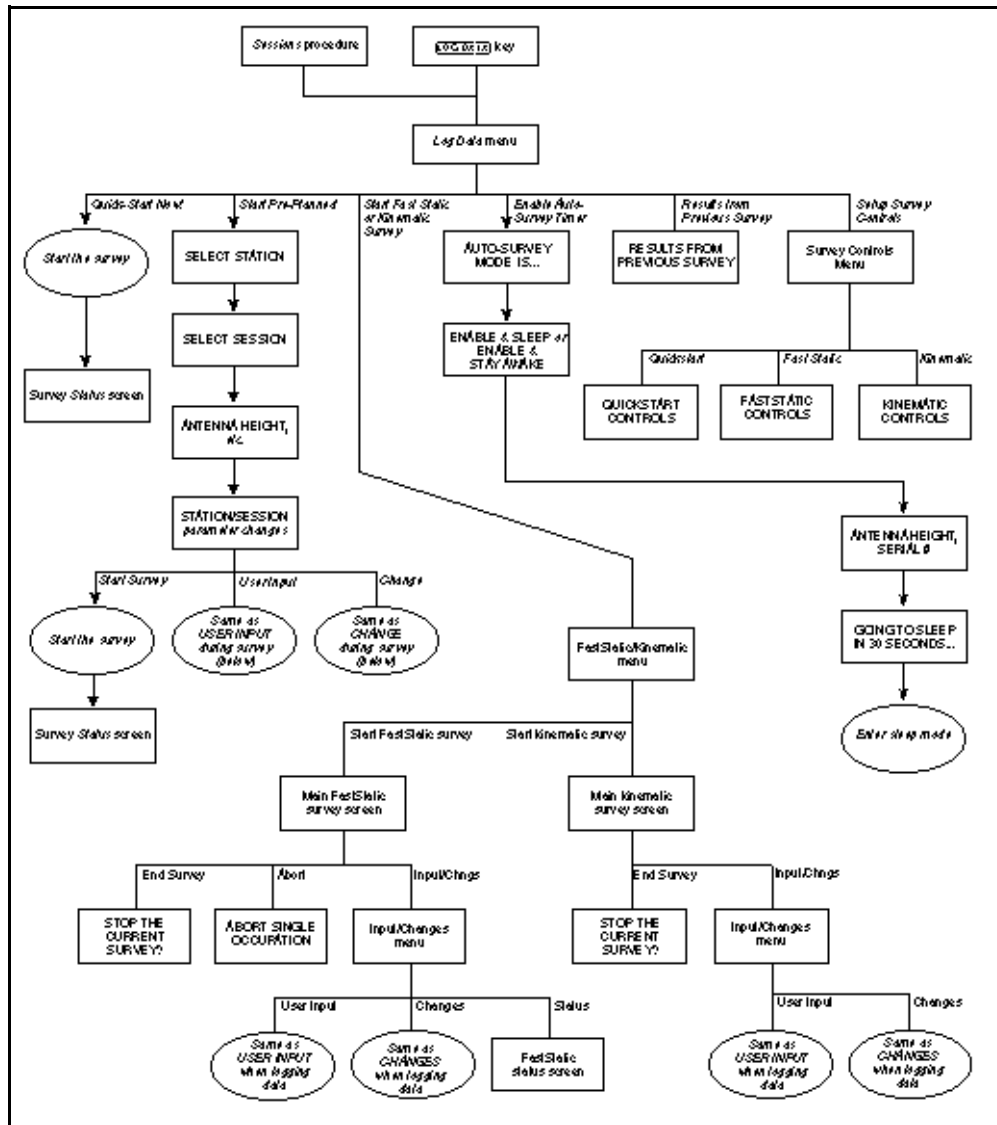 Sessions procedure
LOG DATA key
Log Data menu
Quick-Start Now!
Start Pre-Planned
Start Fast Static
or Kinematic
Survey
Enable Auto-
Survey Timer
Results from
Previous Survey
Setup Survey
Controls
Start the survey
SELECT STATION
AUTO-SURVEY
MODE IS...
RESULTS FROM
PREVIOUS SURVEY
Survey Controls
Menu
SELECT SESSION
ENABLE & SLEEP or
ENABLE &
STAY AWAKE
Quickstart
Fast Static
Kinematic
Survey Status screen
QUICKSTART
CONTROLS
FASTSTATIC
CONTROLS
KINEMATIC
CONTROLS
ANTENNA HEIGHT,
etc.
STATION/SESSION
parameter changes
ANTENNA HEIGHT,
SERIAL #
Start Survey
User Input
Change
Start the survey
Same as
USER INPUT
during survey
(below)
Same as
CHANGE
during survey
(below)
FastStatic/Kinematic
menu
GOING TO SLEEP
IN 30 SECONDS...
Survey Status screen
Start FastStatic survey
Start Kinematic survey
Enter sleep mode
Main FastStatic
survey screen
Main Kinematic
survey screen
End Survey
Abort
Input/Chngs
End Survey
Input/Chngs
STOP THE
CURRENT
SURVEY?
ABORT SINGLE
OCCUPATION
Input/Changes
menu
STOP THE
CURRENT
SURVEY?
Input/Changes
menu
User Input
Changes
Status
User Input
Changes
Same as
USER INPUT
when logging
data
Same as
CHANGES
when logging
data
FastStatic
status screen
Same as
USER INPUT
when logging
data
Same as
CHANGES
when logging
data